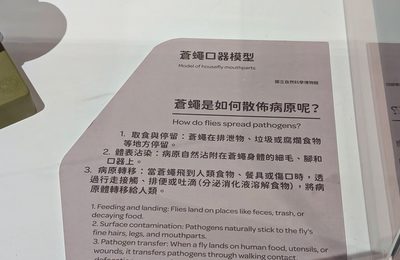 蒼蠅口器模型
Model of housefly mouthparts
國立自然科學博物館
蒼蠅是如何散佈病原呢？
How do flies spread pathogens?
1. 取食與停留：蒼蠅在排泄物、垃圾或腐爛食物
等地方停留。
2. 體表沾染：病原自然沾附在蒼蠅身體的細毛、腳和
口器上。
3. 病原轉移：當蒼蠅飛到人類食物、餐具或傷口時，透
過行走接觸、排便或吐滴(分泌消化液溶解食物)，將病
原體轉移給人類。
1. Feeding and landing: Flies land on places like feces, trash, or
decaying food.
2. Surface contamination: Pathogens naturally stick to the fly's
fine hairs, legs, and mouthparts.
3. Pathogen transfer: When a fly lands on human food, utensils, or
wounds, it transfers pathogens through walking contact,